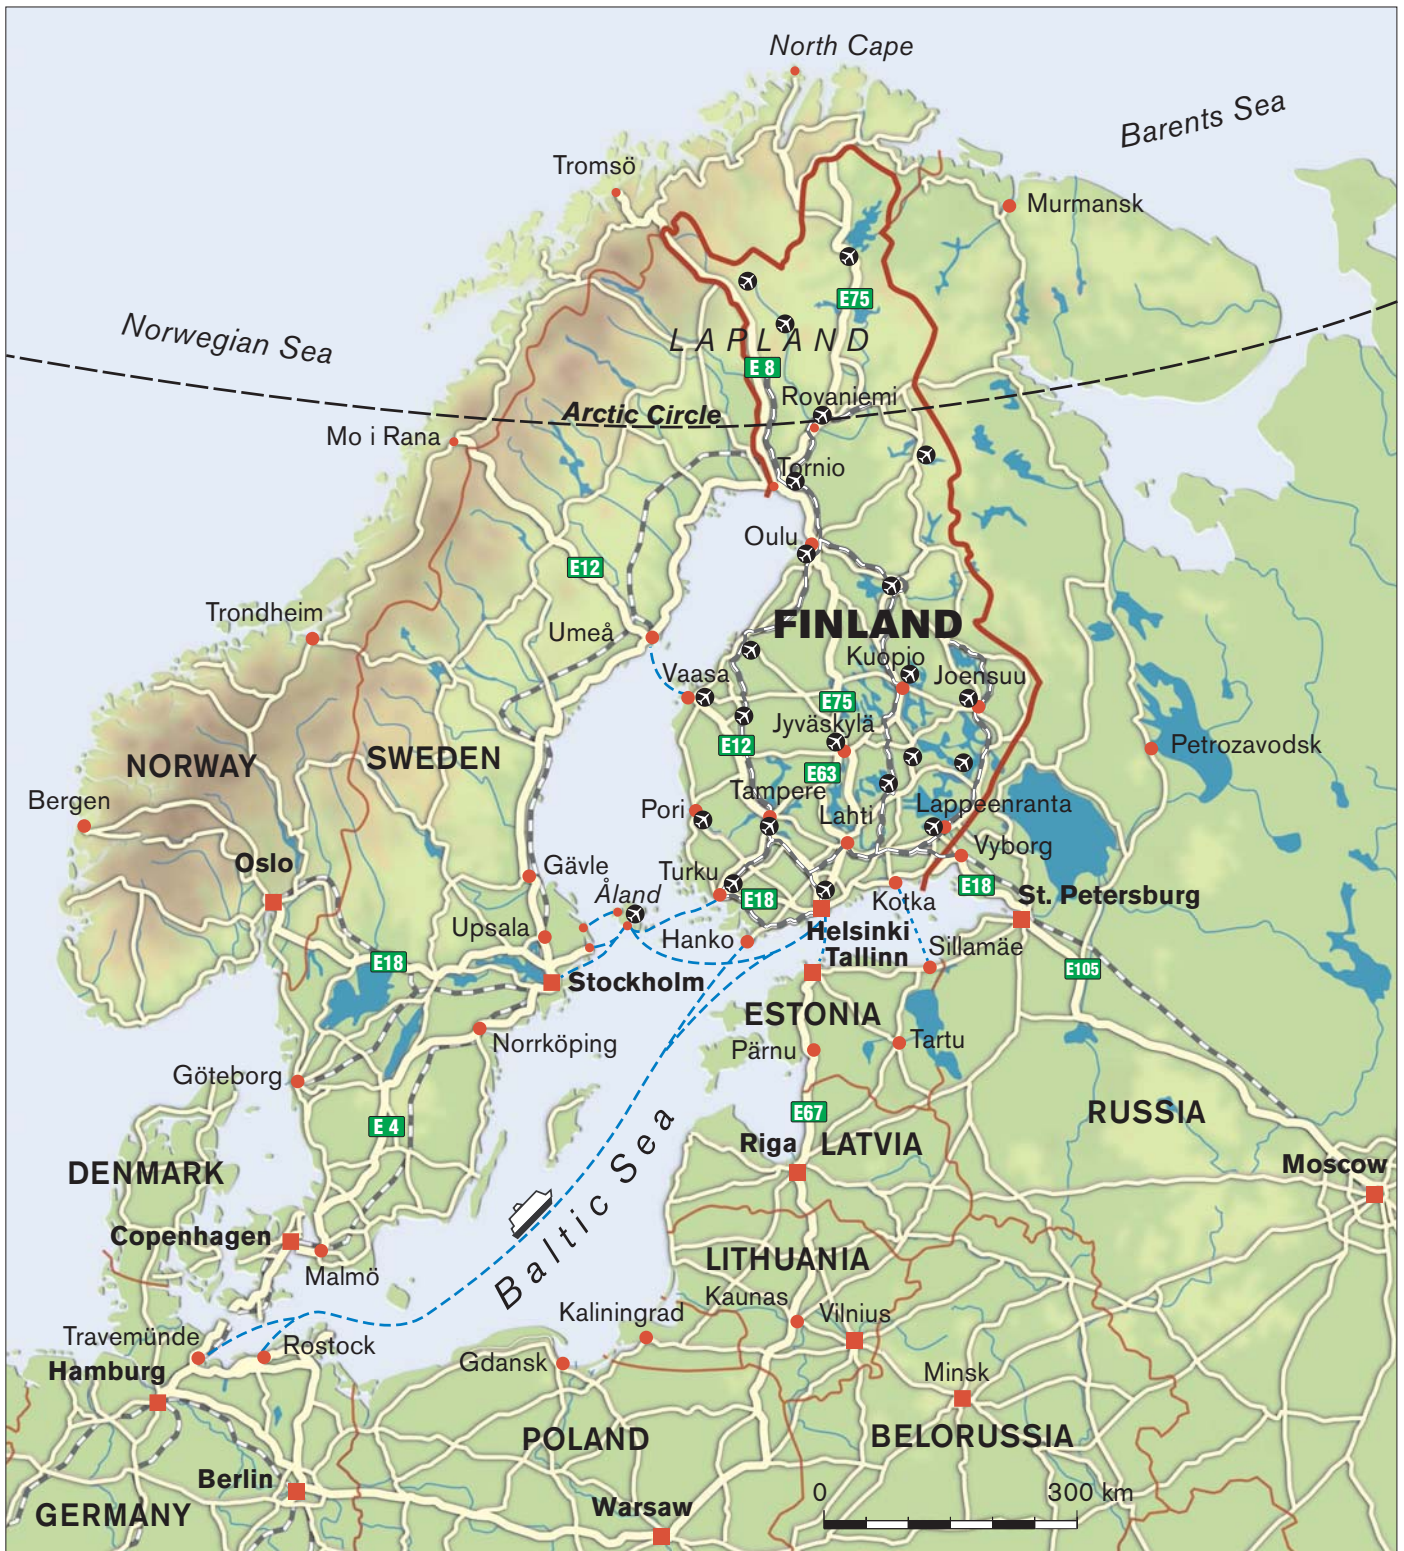 North Cape
Barents Sea
Tromsö
Murmansk
E75
Norwegian Sea
LAPLAND
E 8
Rovaniemi
Arctic Circle
Mo i Rana
Tornio
Oulu
E12
Trondheim
Umeå
FINLAND
Kuopio
Vaasa
Joensuu
E75
Jyväskylä
E12
Petrozavodsk
NORWAY
SWEDEN
E63
Tampere
Bergen
Pori
Lahti
Lappeenranta
Vyborg
Oslo
Gävle
Turku
Åland
E18
E18
St. Petersburg
Kotka
Upsala
Hanko
Helsinki
Sillamäe
Tallinn
E18
E105
Stockholm
ESTONIA
Norrköping
Pärnu
Tartu
Göteborg
E67
RUSSIA
E 4
Riga
LATVIA
Moscow
DENMARK
Baltic Sea
Copenhagen
LITHUANIA
Malmö
Kaunas
Vilnius
Kaliningrad
Travemünde
Rostock
Gdansk
Hamburg
Minsk
POLAND
BELORUSSIA
Berlin
0
300 km
GERMANY
Warsaw